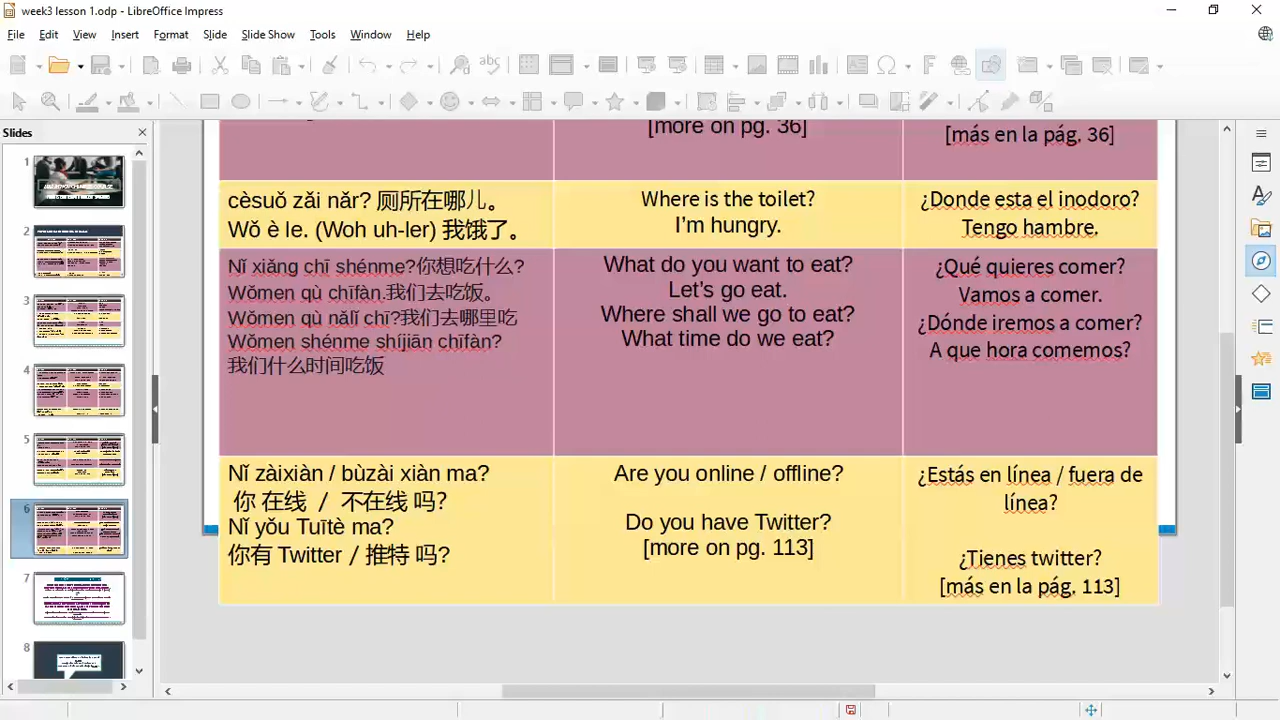 week3 lesson 1.odp - LibreOffice Impress
File Edit View Insert Format Slide Slide Show Tools Window Help
Slides
1
2
3
4
5
6
7
8
[more on pg. 36]
[más en la pág. 36]
cèsuǒ zǎi nǎr? 厕所在哪儿。
Wǒ è le. (Woh uh-ler) 我饿了。
Where is the toilet?
I'm hungry.
¿Donde esta el inodoro?
Tengo hambre.
Nǐ xiǎng chī shénme?你想吃什么?
Wǒmen qù chīfàn.我们去吃饭。
Wǒmen qù nǎlǐ chī?我们去哪里吃
Wǒmen shénme shíjiān chīfàn?
我们什么时间吃饭
What do you want to eat?
Let's go eat.
Where shall we go to eat?
What time do we eat?
¿Qué quieres comer?
Vamos a comer.
¿Dónde iremos a comer?
A que hora comemos?
Nǐ zàixiàn / bùzài xiàn ma?
你 在线 / 不在线 吗?
Nǐ yǒu Tuītè ma?
你有 Twitter / 推特 吗?
Are you online / offline?
Do you have Twitter?
[more on pg. 113]
¿Estás en línea / fuera de
línea?
¿Tienes twitter?
[más en la pág. 113]